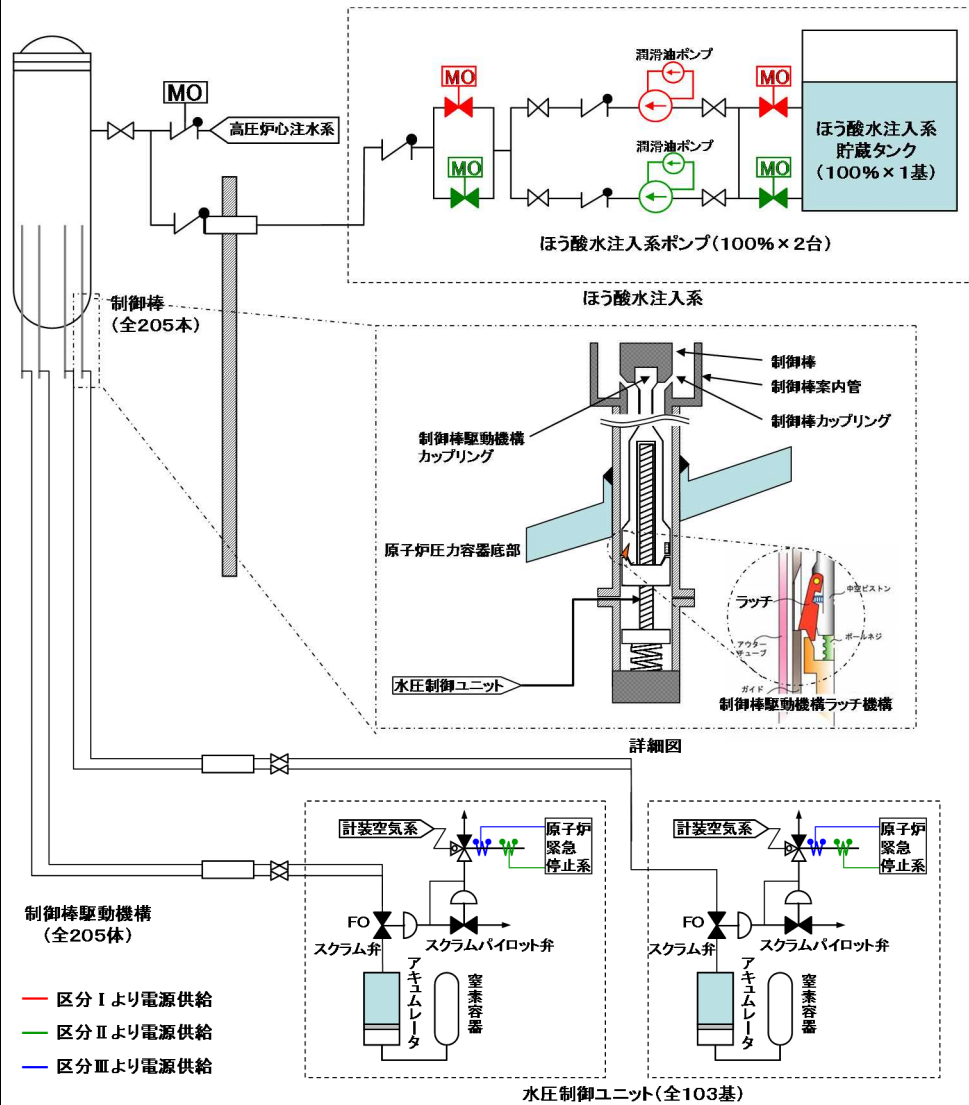 MO
高圧炉心注水系
MO
MO
潤滑油ポンプ
潤滑油ポンプ
MO
MO
ほう酸水注入系
貯蔵タンク
(100%×1基)
ほう酸水注入系ポンプ(100%×2台)
ほう酸水注入系
制御棒
(全205本)
制御棒
制御棒案内管
制御棒カップリング
制御棒駆動機構
カップリング
原子炉圧力容器底部
水圧制御ユニット
ラッチ
中空ピストン
ボールネジ
アウター
チューブ
ガイド
制御棒駆動機構ラッチ機構
詳細図
計装空気系
原子炉
緊急
停止系
FO
スクラム弁
スクラムパイロット弁
アキュムレータ
窒素容器
計装空気系
原子炉
緊急
停止系
FO
スクラム弁
スクラムパイロット弁
アキュムレータ
窒素容器
水圧制御ユニット(全103基)
制御棒駆動機構
(全205体)
区分Ⅰより電源供給
区分Ⅱより電源供給
区分Ⅲより電源供給